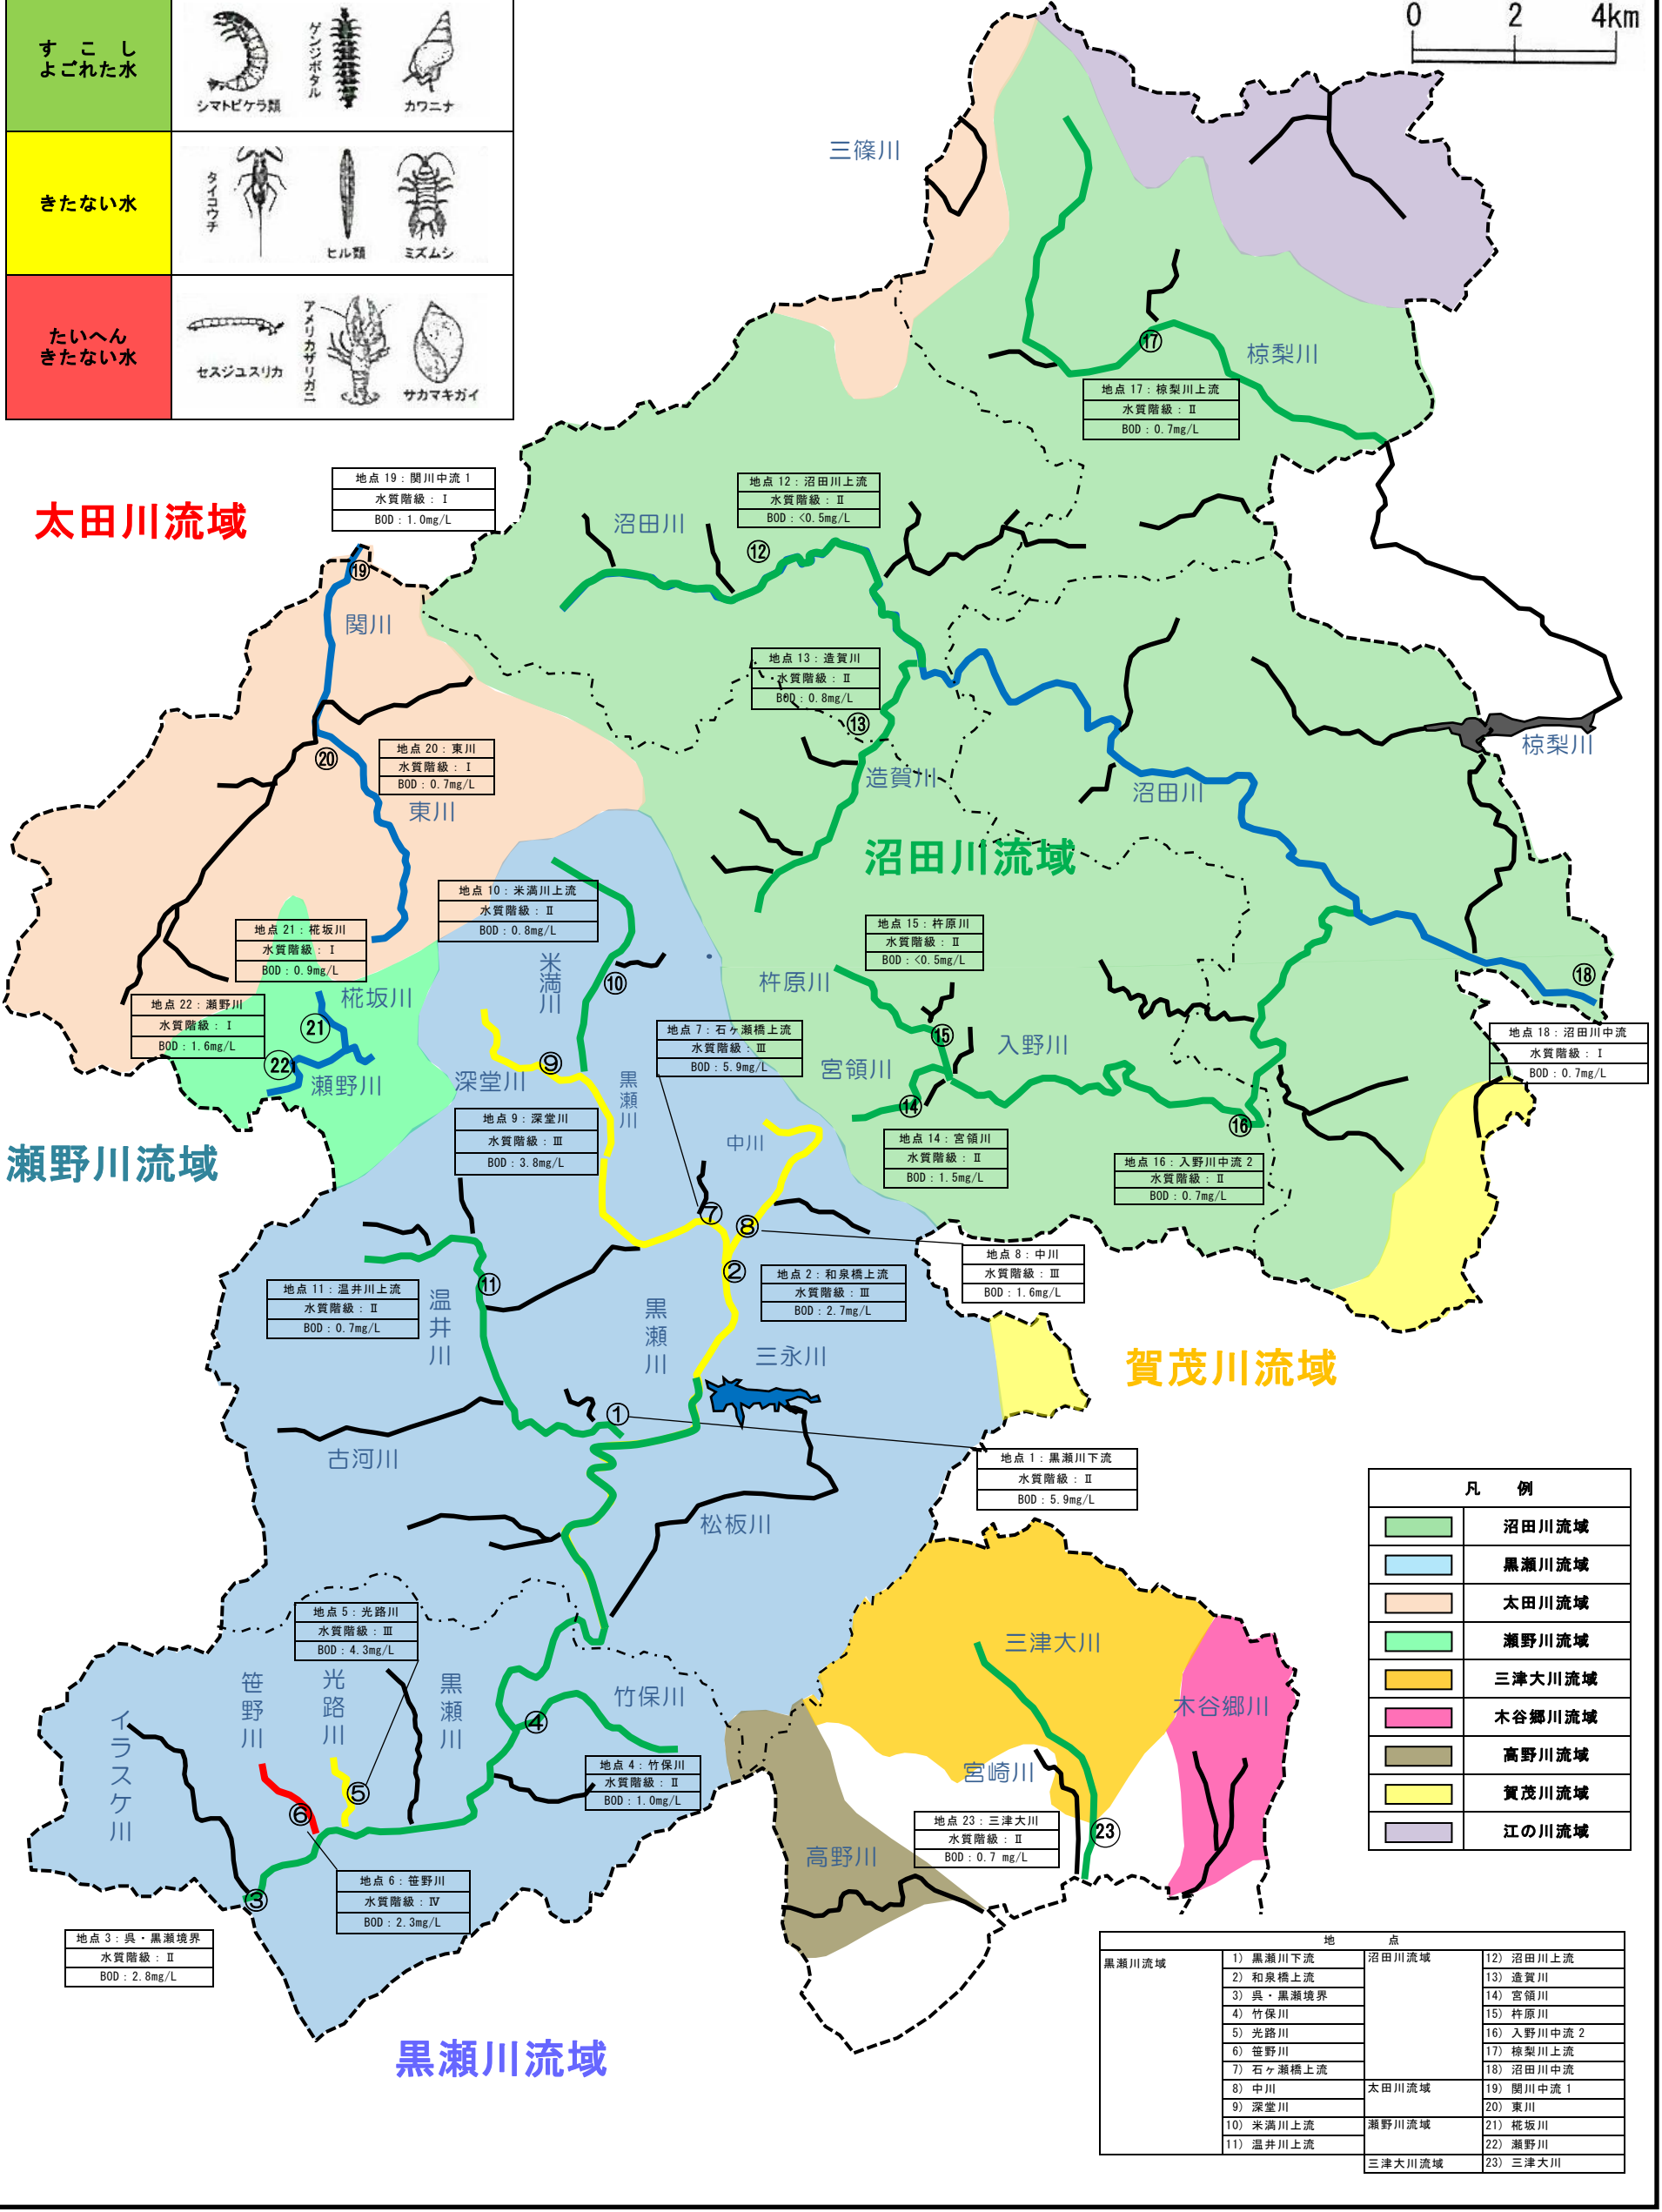 す こ し
よごれた水
シマトビケラ類
ゲンジボタル
カワニナ
きたない水
タイコウチ
ヒル類
ミズムシ
たいへん
きたない水
セスジユスリカ
アメリカザリガニ
サカマキガイ
0 2 4km
三篠川
椋梨川
地点 17：椋梨川上流
水質階級：Ⅱ
BOD：0.7mg/L
⑰
太田川流域
地点 19：関川中流 1
水質階級：Ⅰ
BOD：1.0mg/L
沼田川
地点 12：沼田川上流
水質階級：Ⅱ
BOD：<0.5mg/L
⑫
⑲
関川
地点 13：造賀川
水質階級：Ⅱ
BOD：0.8mg/L
⑬
造賀川
沼田川
椋梨川
⑳
地点 20：東川
水質階級：Ⅰ
BOD：0.7mg/L
東川
沼田川流域
地点 10：米満川上流
水質階級：Ⅱ
BOD：0.8mg/L
⑩
米満川
地点 21：椛坂川
水質階級：Ⅰ
BOD：0.9mg/L
椛坂川
地点 22：瀬野川
水質階級：Ⅰ
BOD：1.6mg/L
㉑
㉒
瀬野川
瀬野川流域
地点 15：杵原川
水質階級：Ⅱ
BOD：<0.5mg/L
杵原川
⑮
入野川
宮領川
⑭
地点 14：宮領川
水質階級：Ⅱ
BOD：1.5mg/L
⑯
地点 16：入野川中流 2
水質階級：Ⅱ
BOD：0.7mg/L
⑱
地点 18：沼田川中流
水質階級：Ⅰ
BOD：0.7mg/L
地点 7：石ヶ瀬橋上流
水質階級：Ⅲ
BOD：5.9mg/L
⑨
深堂川
黒瀬川
地点 9：深堂川
水質階級：Ⅲ
BOD：3.8mg/L
中川
⑦
⑧
②
地点 8：中川
水質階級：Ⅲ
BOD：1.6mg/L
地点 2：和泉橋上流
水質階級：Ⅲ
BOD：2.7mg/L
地点 11：温井川上流
水質階級：Ⅱ
BOD：0.7mg/L
⑪
温井川
黒瀬川
三永川
賀茂川流域
①
古河川
地点 1：黒瀬川下流
水質階級：Ⅱ
BOD：5.9mg/L
松板川
地点 5：光路川
水質階級：Ⅲ
BOD：4.3mg/L
イラスケ川
笹野川
光路川
黒瀬川
竹保川
④
地点 4：竹保川
水質階級：Ⅱ
BOD：1.0mg/L
⑤
⑥
③
地点 6：笹野川
水質階級：Ⅳ
BOD：2.3mg/L
地点 3：呉・黒瀬境界
水質階級：Ⅱ
BOD：2.8mg/L
黒瀬川流域
三津大川
木谷郷川
宮崎川
地点 23：三津大川
水質階級：Ⅱ
BOD：0.7 mg/L
㉓
高野川
凡 例
沼田川流域
黒瀬川流域
太田川流域
瀬野川流域
三津大川流域
木谷郷川流域
高野川流域
賀茂川流域
江の川流域
地 点
黒瀬川流域
1）黒瀬川下流
2）和泉橋上流
3）呉・黒瀬境界
4）竹保川
5）光路川
6）笹野川
7）石ヶ瀬橋上流
8）中川
9）深堂川
10）米満川上流
11）温井川上流
沼田川流域
12）沼田川上流
13）造賀川
14）宮領川
15）杵原川
16）入野川中流 2
17）椋梨川上流
18）沼田川中流
太田川流域
19）関川中流 1
20）東川
瀬野川流域
21）椛坂川
22）瀬野川
三津大川流域
23）三津大川